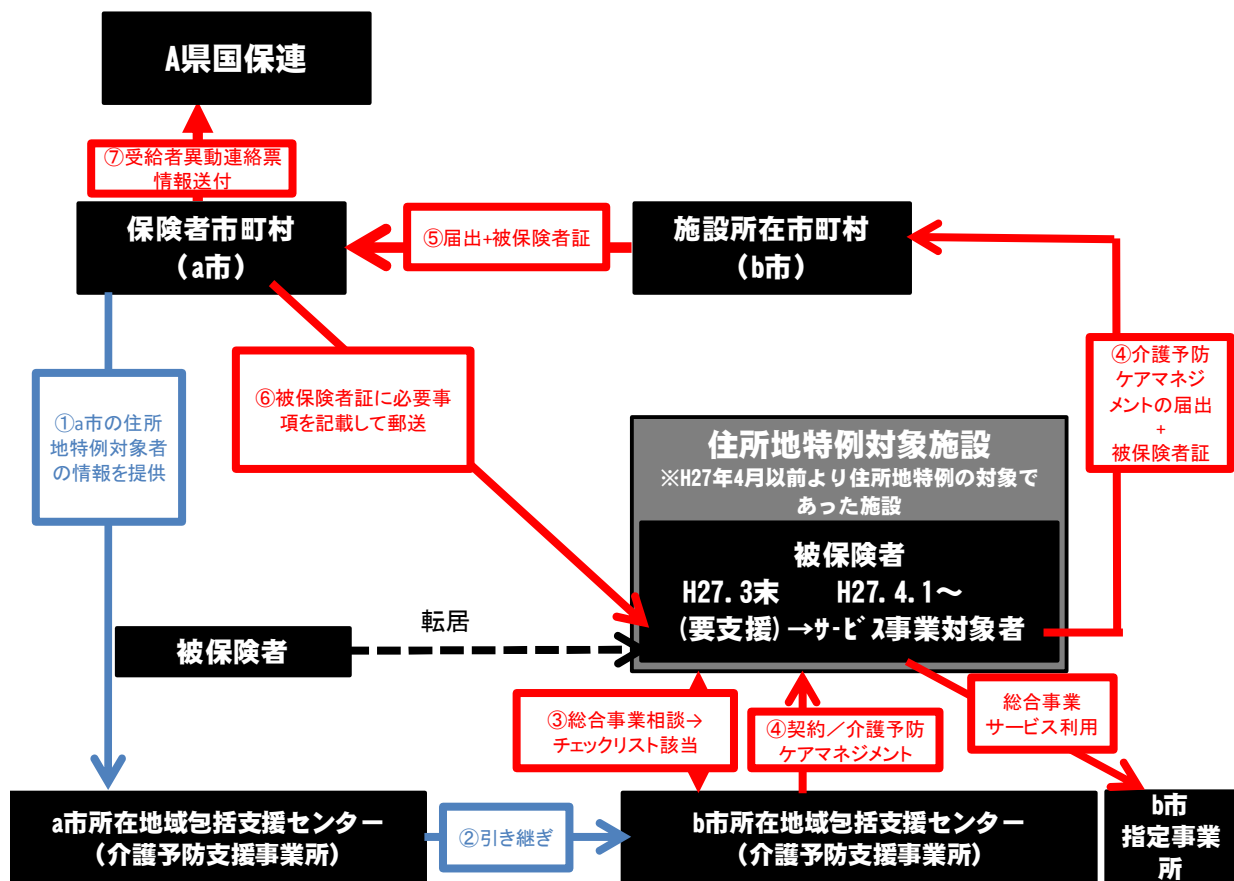 A県国保連
⑦受給者異動連絡票
情報送付
保険者市町村
（a市）
⑤届出+被保険者証
施設所在市町村
（b市）
①a市の住所
地特例対象者
の情報を提供
⑥被保険者証に必要事
項を記載して郵送
④介護予防
ケアマネジ
メントの届出
+
被保険者証
住所地特例対象施設
※H27年4月以前より住所地特例の対象で
あった施設
被保険者
H27.3末 H27.4.1～
(要支援)→サービス事業対象者
被保険者
転居
③総合事業相談→
チェックリスト該当
④契約／介護予防
ケアマネジメント
総合事業
サービス利用
a市所在地域包括支援センター
（介護予防支援事業所）
②引き継ぎ
b市所在地域包括支援センター
（介護予防支援事業所）
b市
指定事業
所